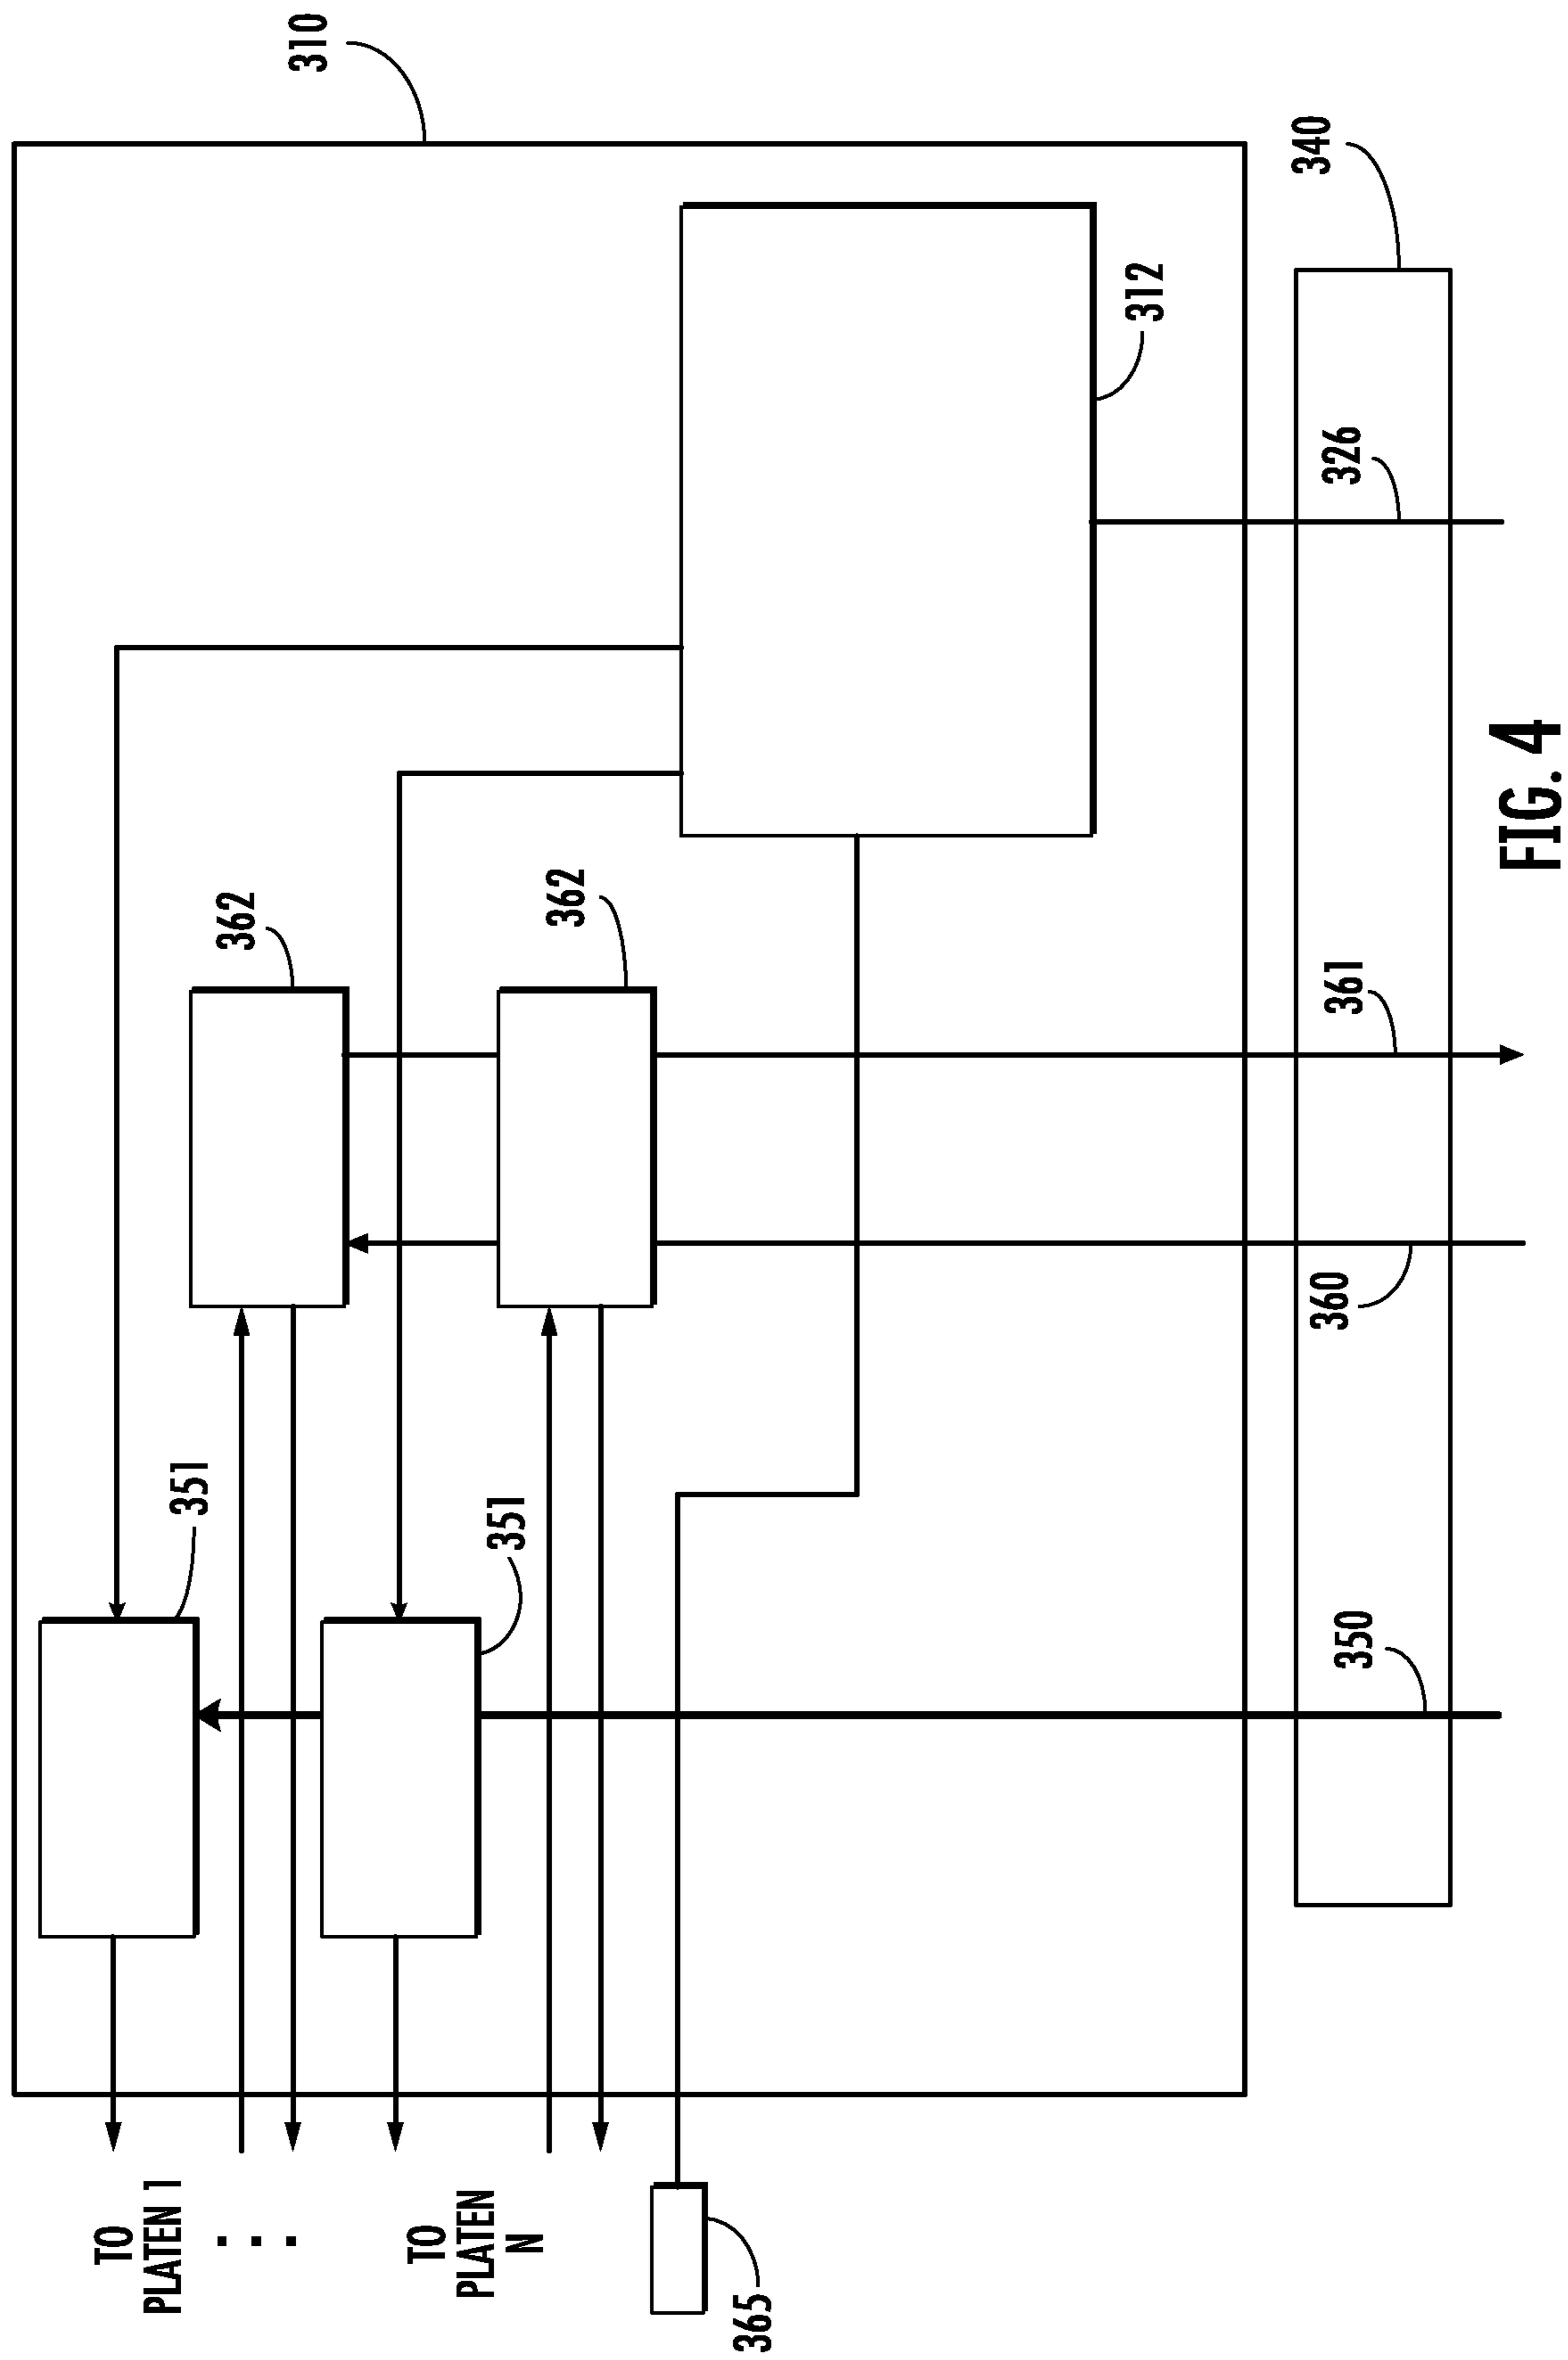 TO
PLATEN 1
351
362
310
. . .
TO
PLATEN
N
351
362
365
312
350
360
361
326
340
FIG. 4